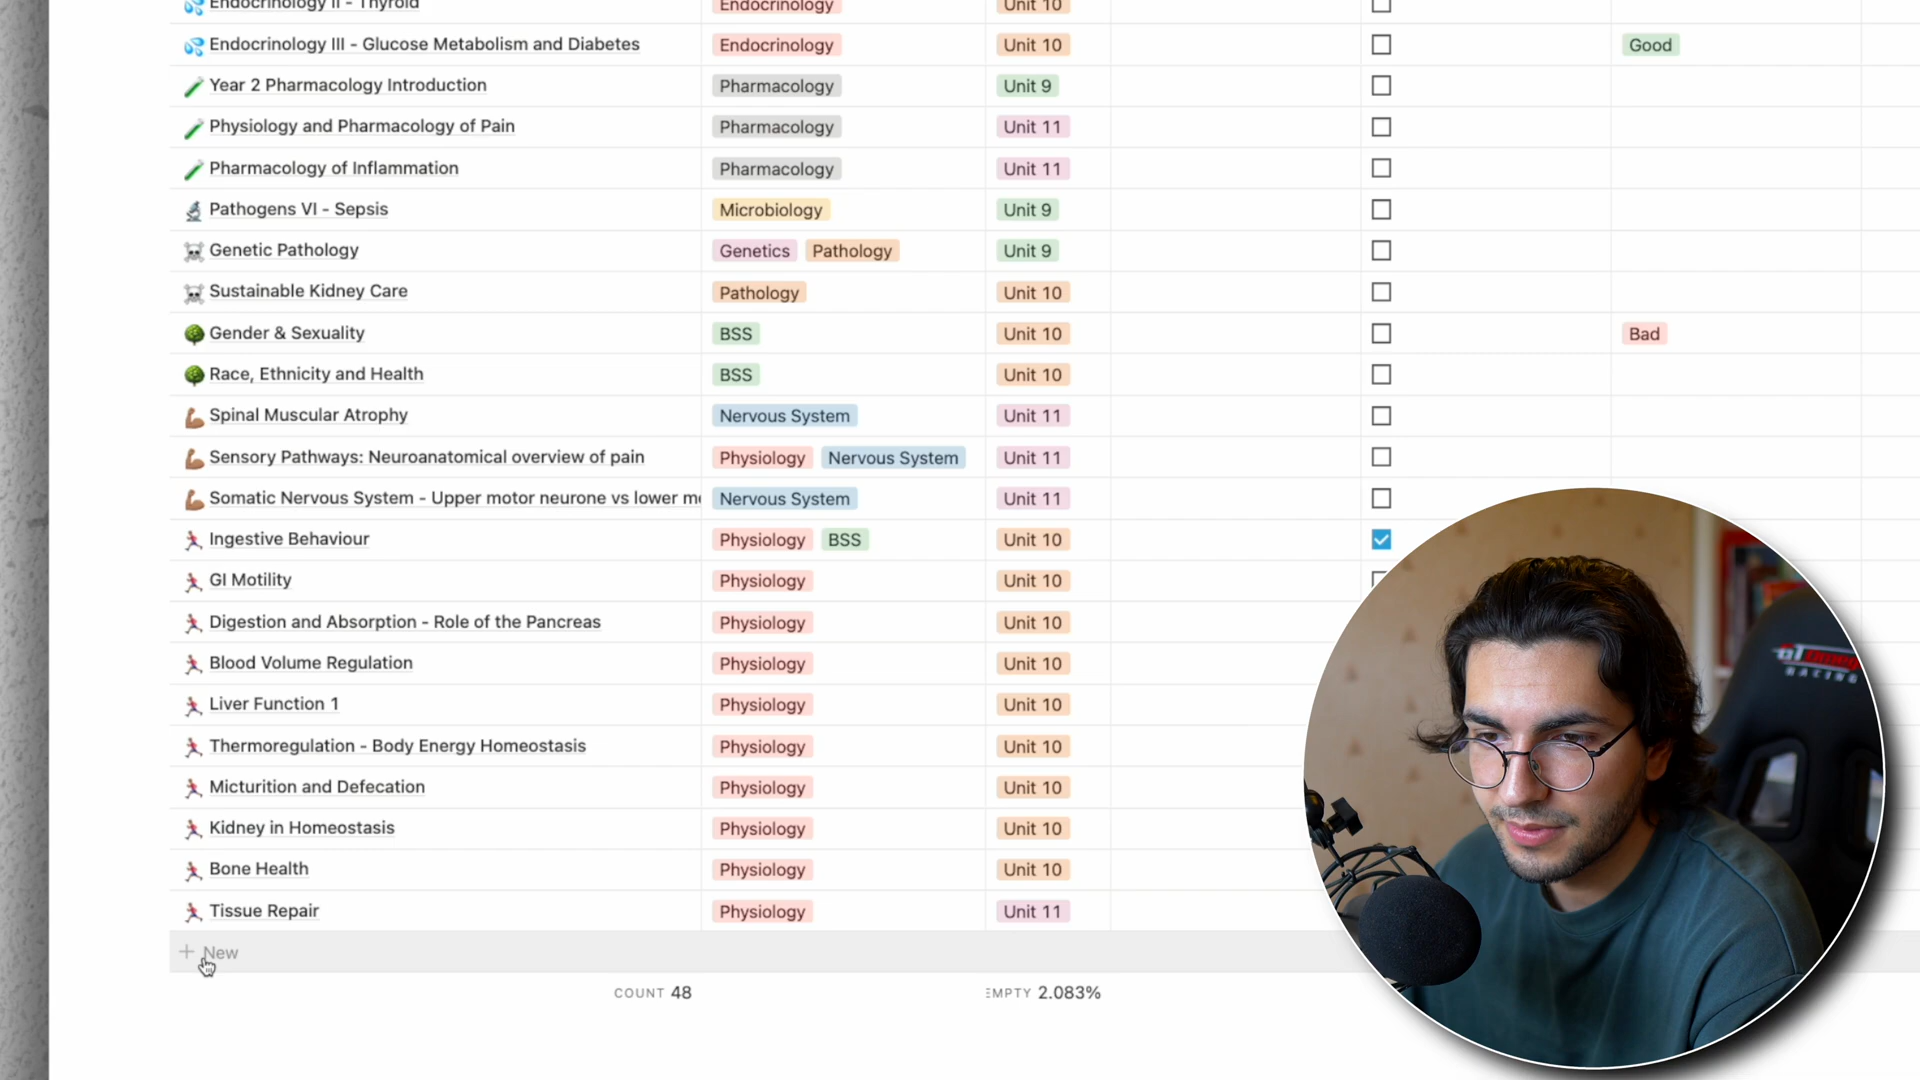 Endocrinology II - Thyroid Endocrinology Unit 10
Endocrinology III - Glucose Metabolism and Diabetes Endocrinology Unit 10 Good
Year 2 Pharmacology Introduction Pharmacology Unit 9
Physiology and Pharmacology of Pain Pharmacology Unit 11
Pharmacology of Inflammation Pharmacology Unit 11
Pathogens VI - Sepsis Microbiology Unit 9
Genetic Pathology Genetics Pathology Unit 9
Sustainable Kidney Care Pathology Unit 10
Gender & Sexuality BSS Unit 10 Bad
Race, Ethnicity and Health BSS Unit 10
Spinal Muscular Atrophy Nervous System Unit 11
Sensory Pathways: Neuroanatomical overview of pain Physiology Nervous System Unit 11
Somatic Nervous System - Upper motor neurone vs lower Nervous System Unit 11
Ingestive Behaviour Physiology BSS Unit 10
GI Motility Physiology Unit 10
Digestion and Absorption - Role of the Pancreas Physiology Unit 10
Blood Volume Regulation Physiology Unit 10
Liver Function 1 Physiology Unit 10
Thermoregulation - Body Energy Homeostasis Physiology Unit 10
Micturition and Defecation Physiology Unit 10
Kidney in Homeostasis Physiology Unit 10
Bone Health Physiology Unit 10
Tissue Repair Physiology Unit 11
+ New
COUNT 48 EMPTY 2.083%
RACING